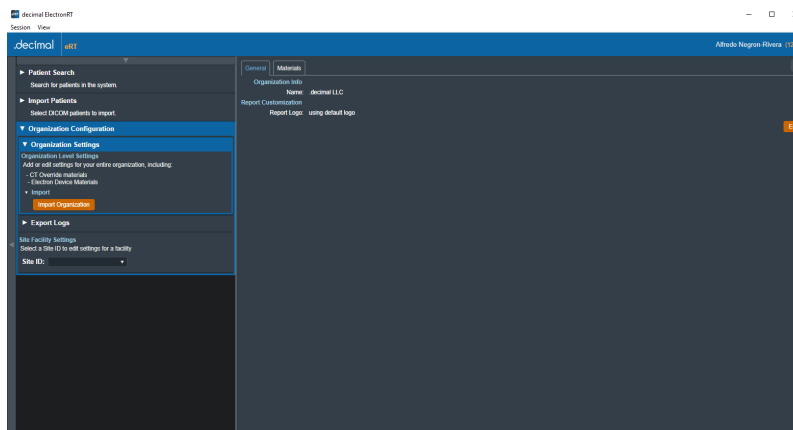 decimal ElectronRT
Session View
.decimal eRT
Alfredo Negron-Rivera
Patient Search
Search for patients in the system.
Import Patients
Select DICOM patients to import.
Organization Configuration
Organization Settings
Organization Level Settings
Add or edit settings for your entire organization, including:
- CT Override materials
- Electron Device Materials
Import
Import Organization
Export Logs
Site Facility Settings
Select a Site ID to edit settings for a facility
Site ID:
General Materials
Organization Info
Name: .decimal LLC
Report Customization
Report Logo: using default logo